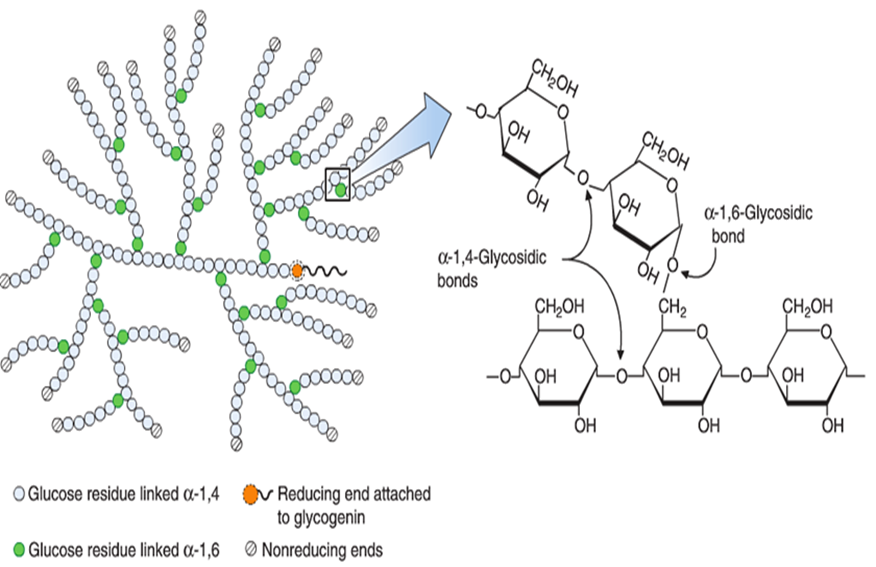 CH₂OH
O
O
OH
OH
O
CH₂OH
O
OH
OH
O
α-1,6-Glycosidic
bond
α-1,4-Glycosidic
bonds
CH₂OH
CH₂
CH₂OH
O
O
O
O
OH
O
OH
O
OH
OH
OH
OH
Glucose residue linked α-1,4
Reducing end attached
to glycogenin
Glucose residue linked α-1,6
Nonreducing ends